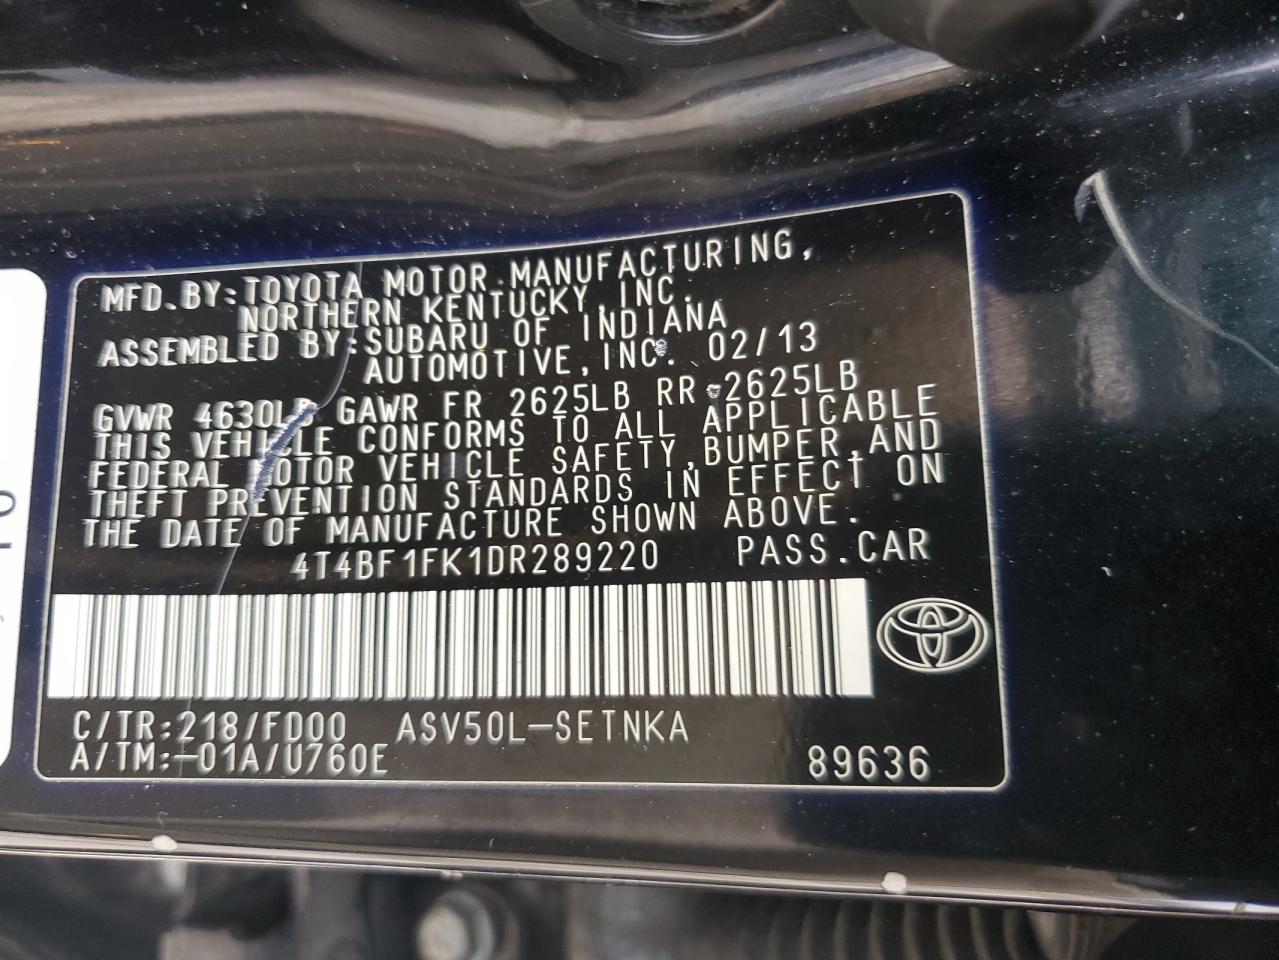 MFD.BY:TOYOTA MOTOR MANUFACTURING,
NORTHERN KENTUCKY,INC.
ASSEMBLED BY:SUBARU OF INDIANA
AUTOMOTIVE,INC. 02/13
GVWR 4630LB GAWR FR 2625LB RR 2625LB
THIS VEHICLE CONFORMS TO ALL APPLICABLE
FEDERAL MOTOR VEHICLE SAFETY,BUMPER,AND
THEFT PREVENTION STANDARDS IN EFFECT ON
THE DATE OF MANUFACTURE SHOWN ABOVE.
4T4BF1FK1DR289220 PASS.CAR
C/TR:218/FD00 ASV50L-SETNKA
A/TM:-01A/U760E
89636